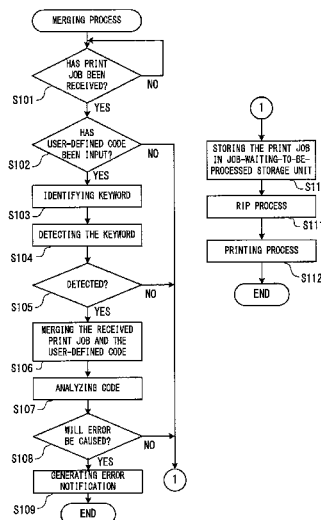 MERGING PROCESS
HAS PRINT
JOB BEEN
RECEIVED?
NO
S101
YES
HAS
USER-DEFINED CODE
BEEN INPUT?
NO
S102
YES
IDENTIFYING KEYWORD
S103
DETECTING THE KEYWORD
S104
DETECTED?
NO
S105
YES
MERGING THE RECEIVED
PRINT JOB AND THE
USER-DEFINED CODE
S106
ANALYZING CODE
S107
WILL ERROR
BE CAUSED?
NO
S108
YES
GENERATING ERROR
NOTIFICATION
S109
END
1
1
STORING THE PRINT JOB
IN JOB-WAITING-TO-BE-
PROCESSED STORAGE UNIT
S11
RIP PROCESS
S111
PRINTING PROCESS
S112
END